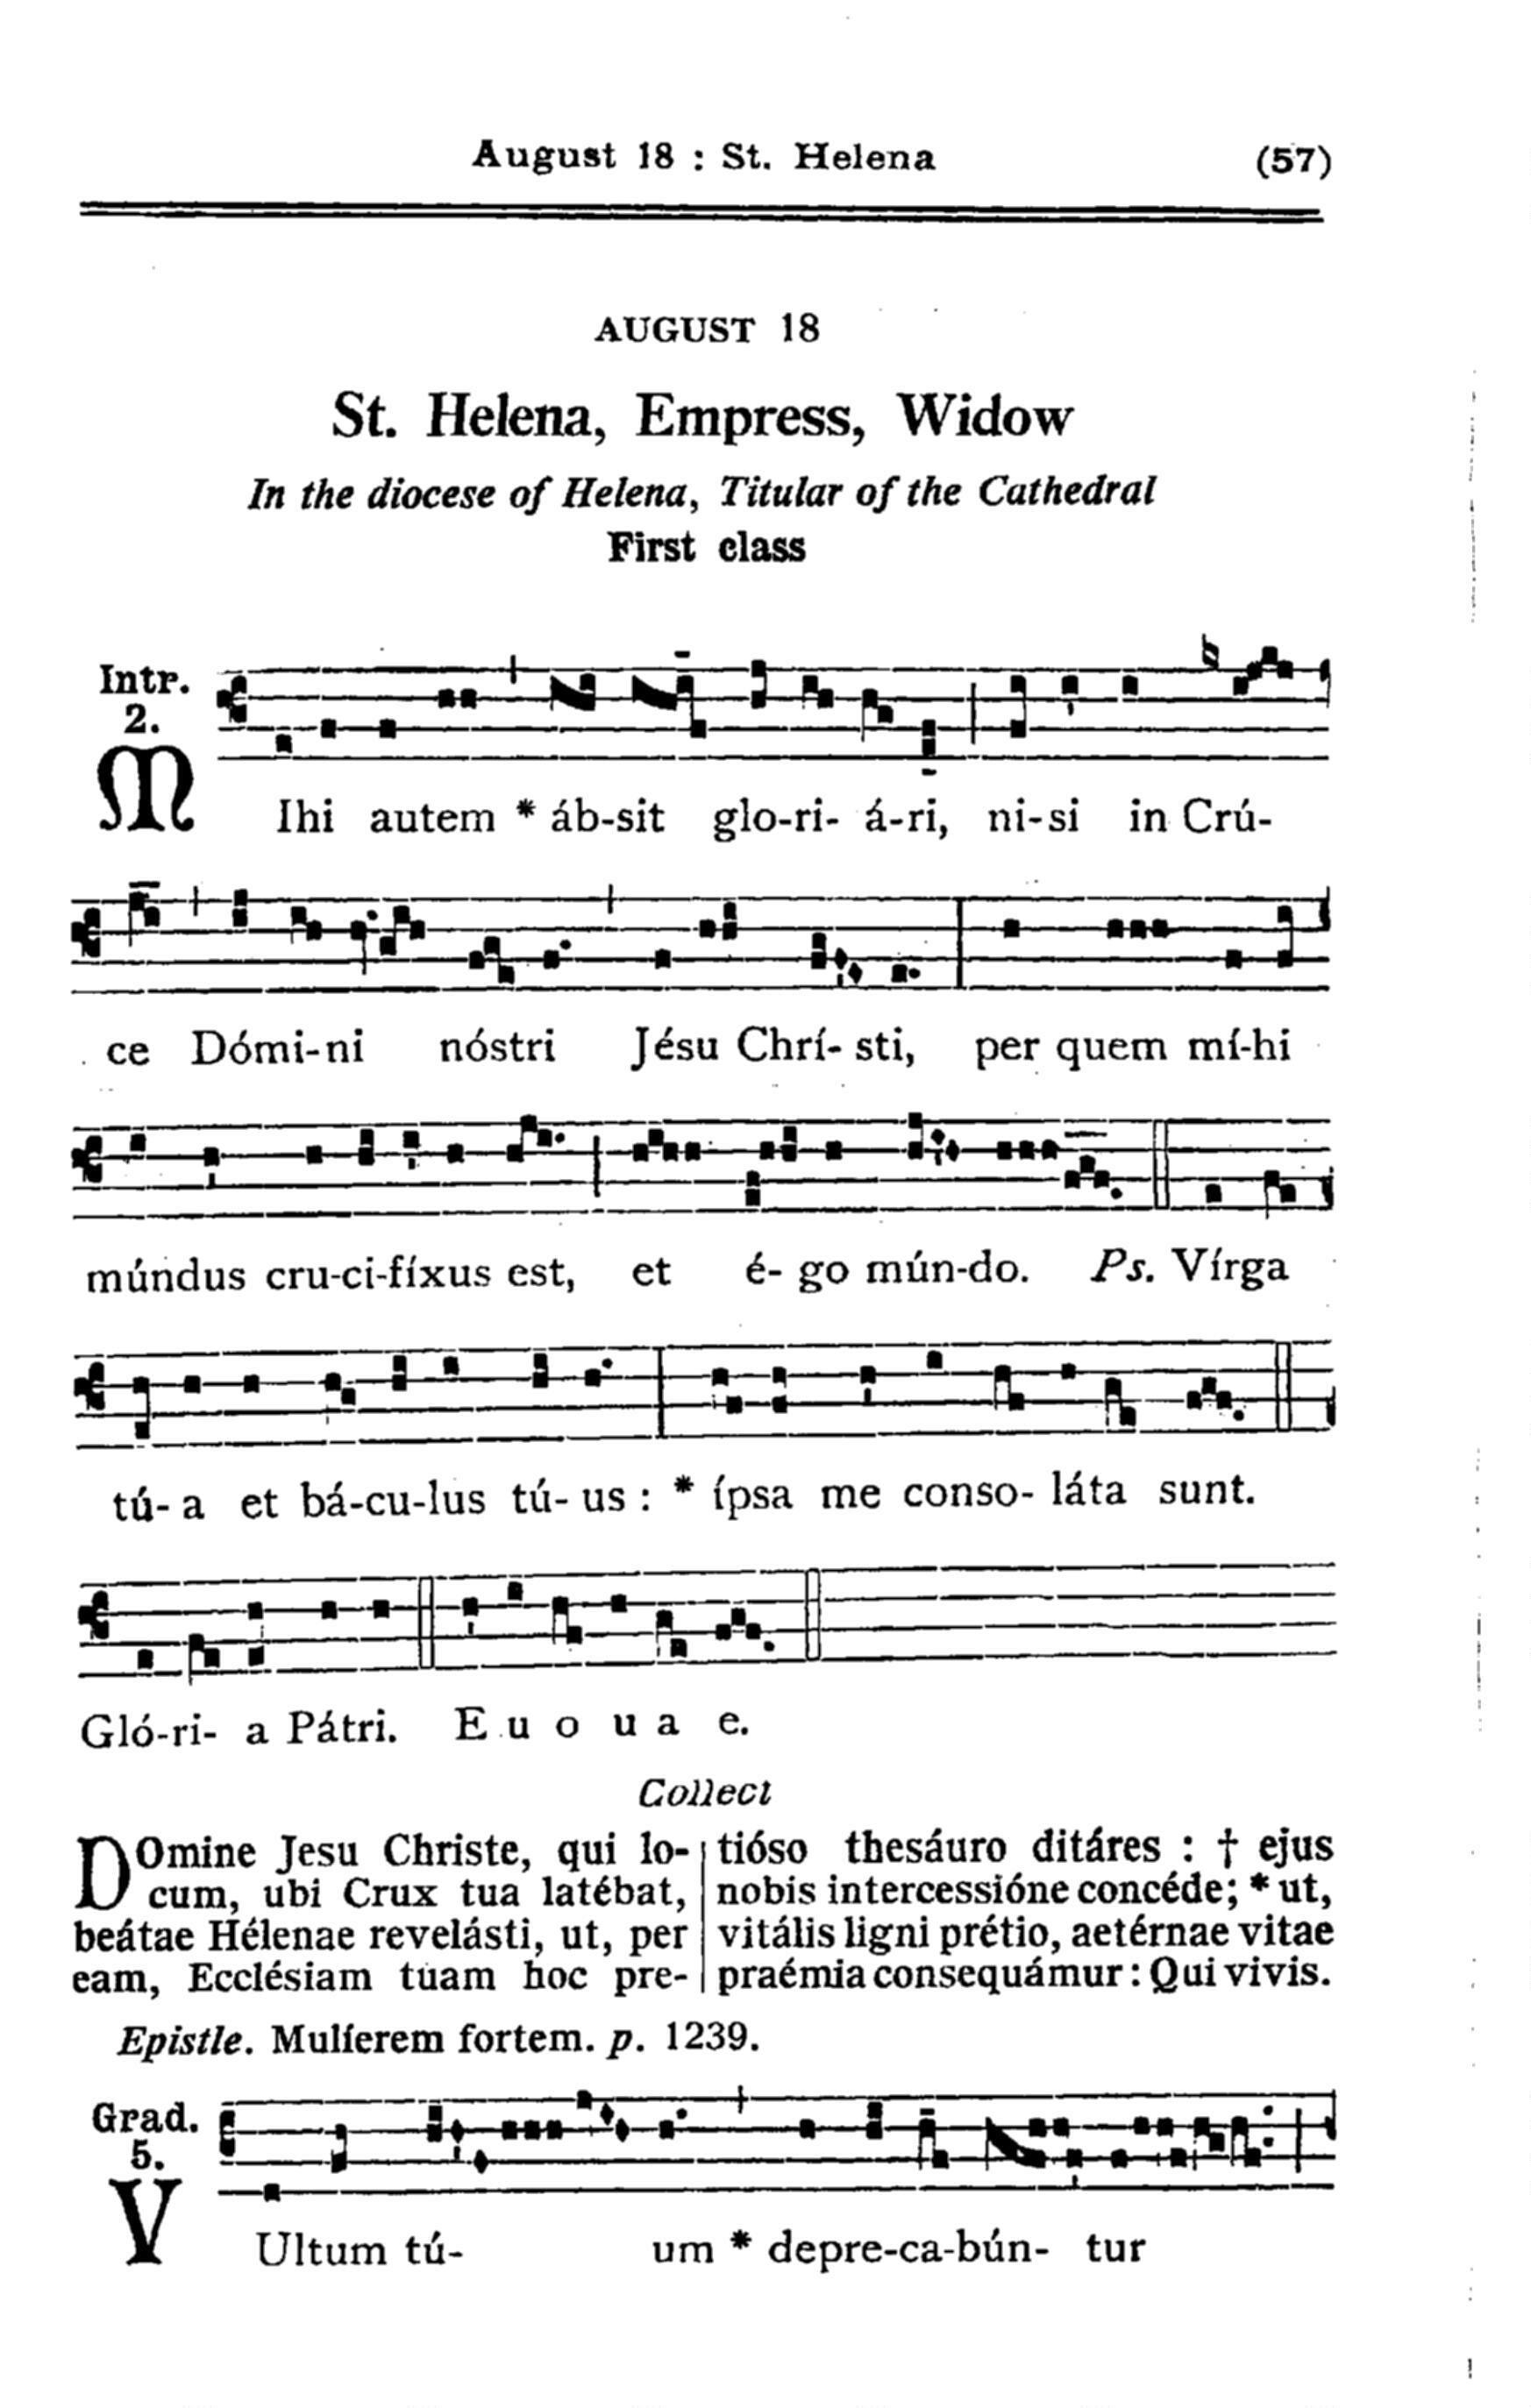 August 18 : St. Helena (57)
AUGUST 18
St. Helena, Empress, Widow
In the diocese of Helena, Titular of the Cathedral
First class
Intr.
2.
MIhi autem * áb-sit glo-ri- á-ri, ni-si in Crú-
ce Dómi-ni nóstri Jésu Chrí- sti, per quem mí-hi
múndus cru-ci-fíxus est, et é- go mún-do. Ps. Vírga
tú- a et bá-cu-lus tú- us : * ípsa me conso- láta sunt.
Gló-ri- a Pátri. E u o u a e.
Collect
DOmine Jesu Christe, qui lo-
cum, ubi Crux tua latébat,
beátae Hélenae revelásti, ut, per
eam, Ecclésiam tuam hoc pre-
tióso thesáuro ditáres : † ejus
nobis intercessióne concéde; * ut,
vitális ligni prétio, aetérnae vitae
praémia consequámur : Qui vivis.
Epistle. Mulíerem fortem. p. 1239.
Grad.
5.
VUltum tú- um * depre-ca-bún- tur